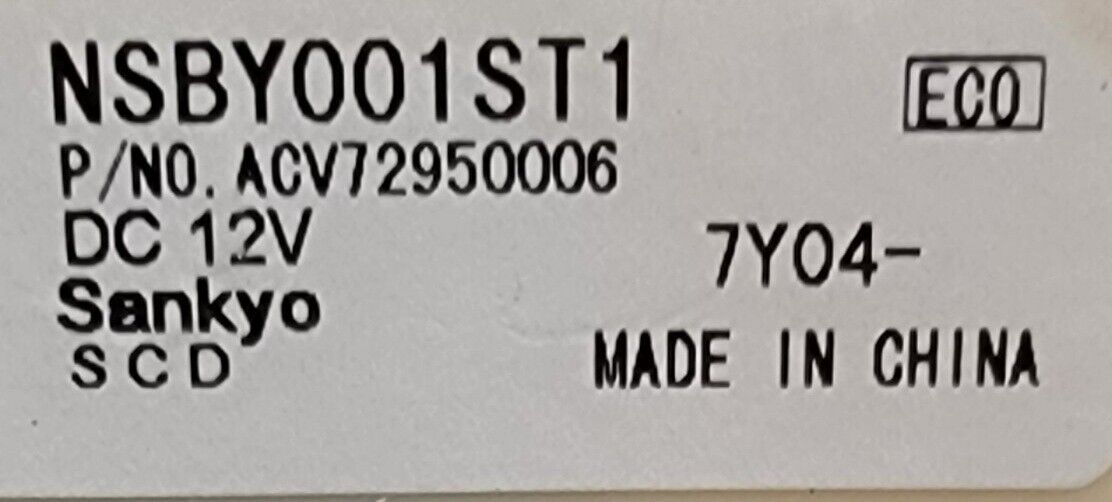 NSBY001ST1
ECO
P/NO. ACV72950006
DC 12V
7Y04-
Sankyo
SCD
MADE IN CHINA